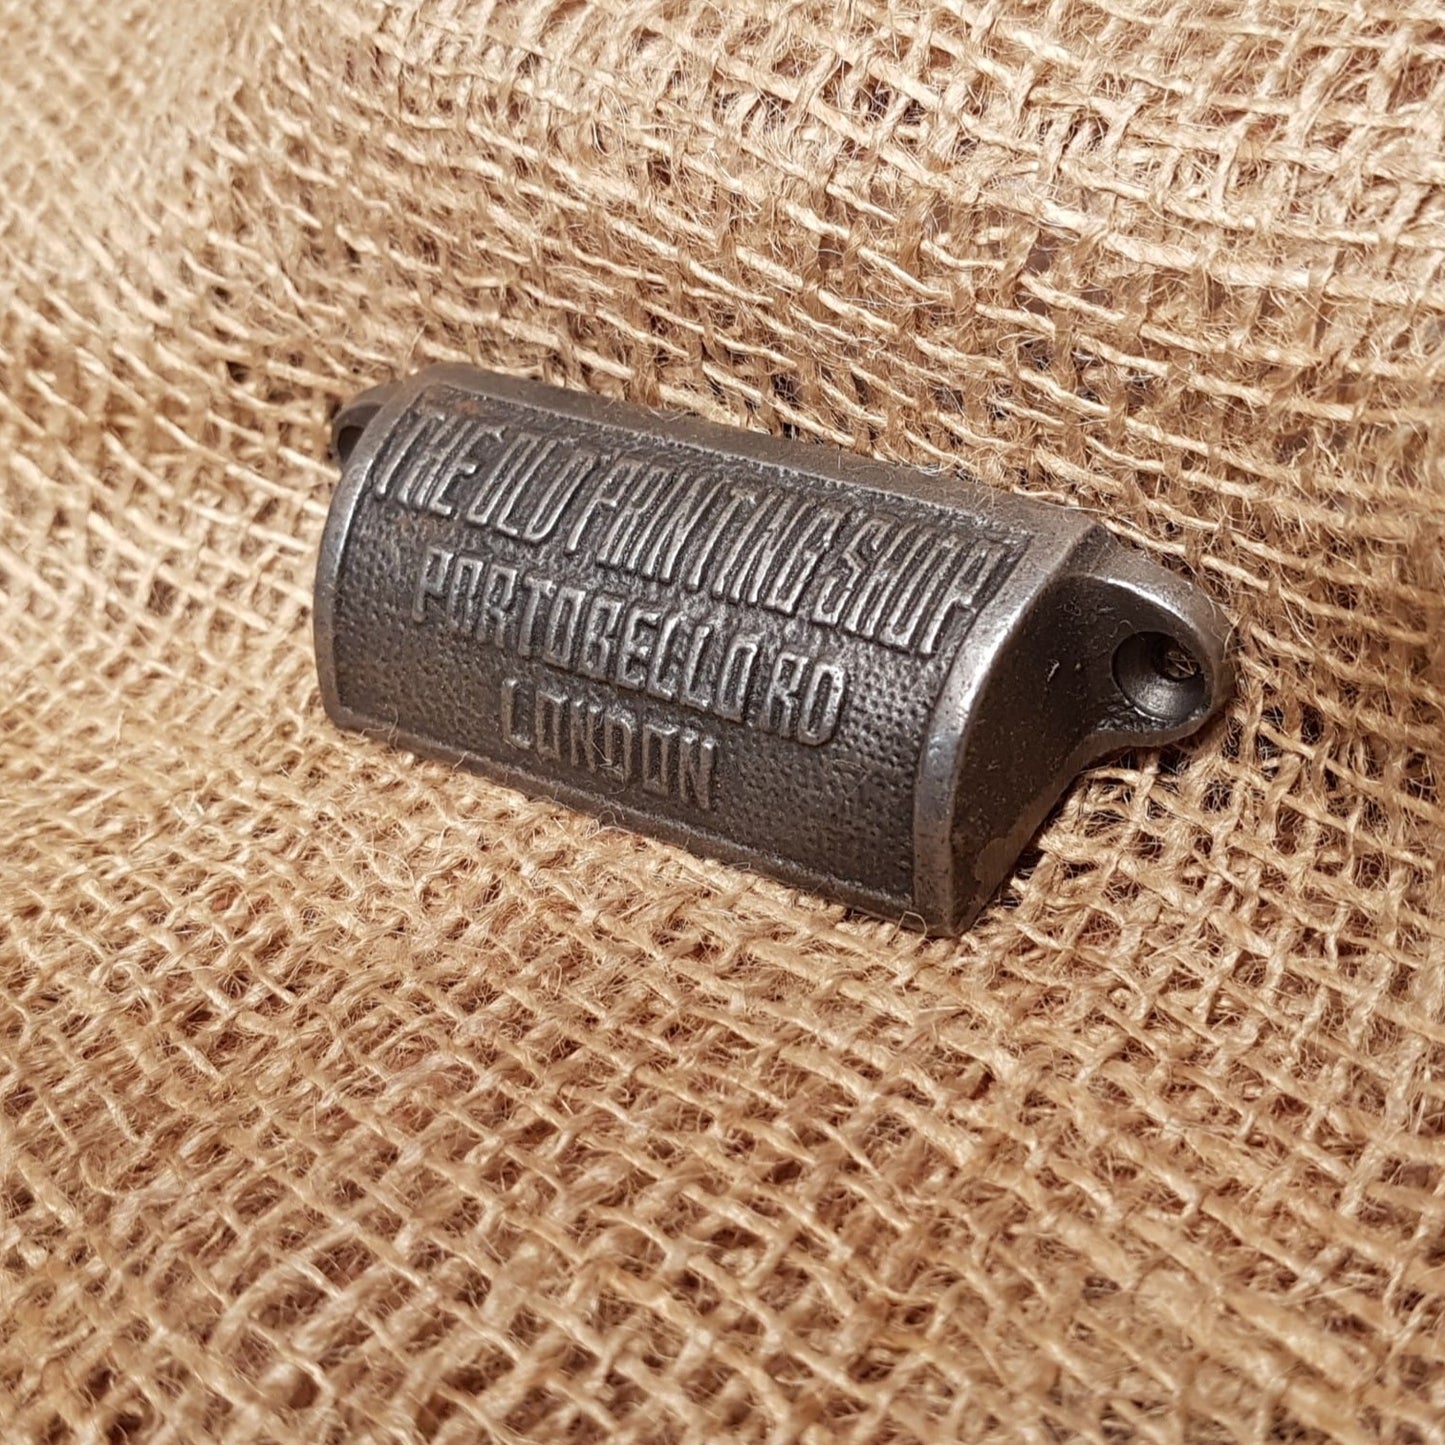 THE OLD PRINTING SHOP
PORTOBELLO RD
LONDON